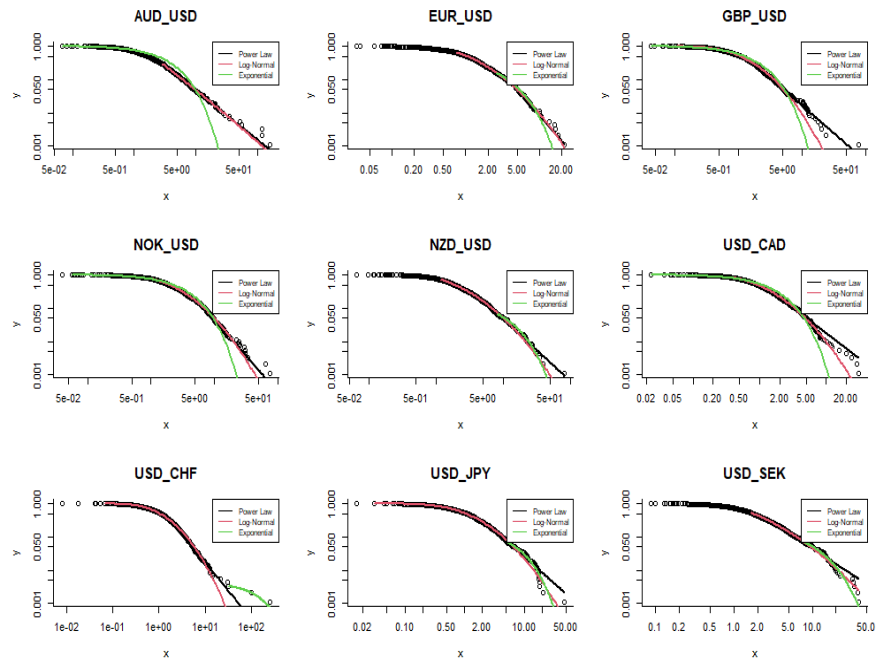 AUD_USD
y
1.000
0.050
0.001
Power Law
Log-Normal
Exponential
5e-02 5e-01 5e+00 5e+01
x
EUR_USD
y
1.000
0.050
0.001
Power Law
Log-Normal
Exponential
0.05 0.20 0.50 2.00 5.00 20.00
x
GBP_USD
y
1.000
0.050
0.001
Power Law
Log-Normal
Exponential
5e-02 5e-01 5e+00 5e+01
x
NOK_USD
y
1.000
0.050
0.001
Power Law
Log-Normal
Exponential
5e-02 5e-01 5e+00 5e+01
x
NZD_USD
y
1.000
0.050
0.001
Power Law
Log-Normal
Exponential
5e-02 5e-01 5e+00 5e+01
x
USD_CAD
y
1.000
0.050
0.001
Power Law
Log-Normal
Exponential
0.02 0.05 0.20 0.50 2.00 5.00 20.00
x
USD_CHF
y
1.000
0.050
0.001
Power Law
Log-Normal
Exponential
1e-02 1e-01 1e+00 1e+01 1e+02
x
USD_JPY
y
1.000
0.050
0.001
Power Law
Log-Normal
Exponential
0.02 0.10 0.50 2.00 10.00 50.00
x
USD_SEK
y
1.000
0.050
0.001
Power Law
Log-Normal
Exponential
0.1 0.2 0.5 1.0 2.0 5.0 10.0 50.0
x